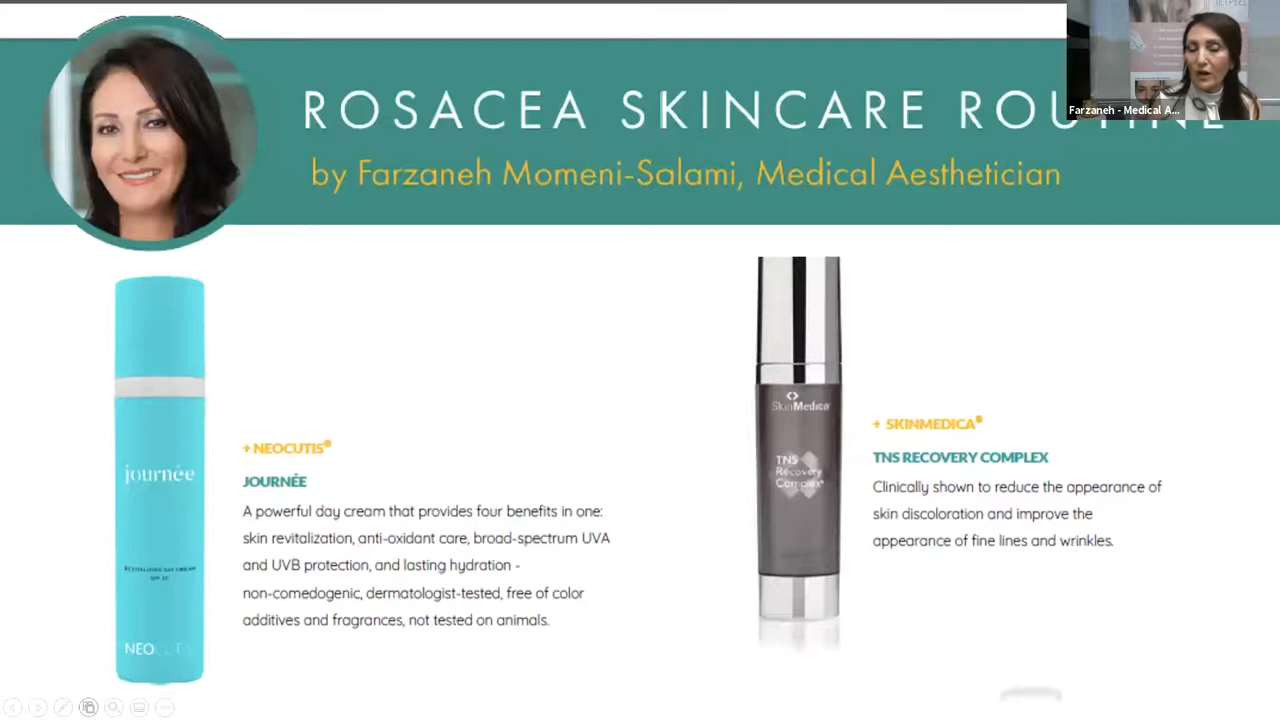 JETPEEL
Farzaneh - Medical A...
ROSACEA SKINCARE ROUTINE
by Farzaneh Momeni-Salami, Medical Aesthetician
journée
REVITALISING DAY CREAM
NEOCUTIS
+ NEOCUTIS®
JOURNÉE
A powerful day cream that provides four benefits in one:
skin revitalization, anti-oxidant care, broad-spectrum UVA
and UVB protection, and lasting hydration -
non-comedogenic, dermatologist-tested, free of color
additives and fragrances, not tested on animals.
SkinMedica
TNS
Recovery
Complex®
+ SKINMEDICA®
TNS RECOVERY COMPLEX
Clinically shown to reduce the appearance of
skin discoloration and improve the
appearance of fine lines and wrinkles.